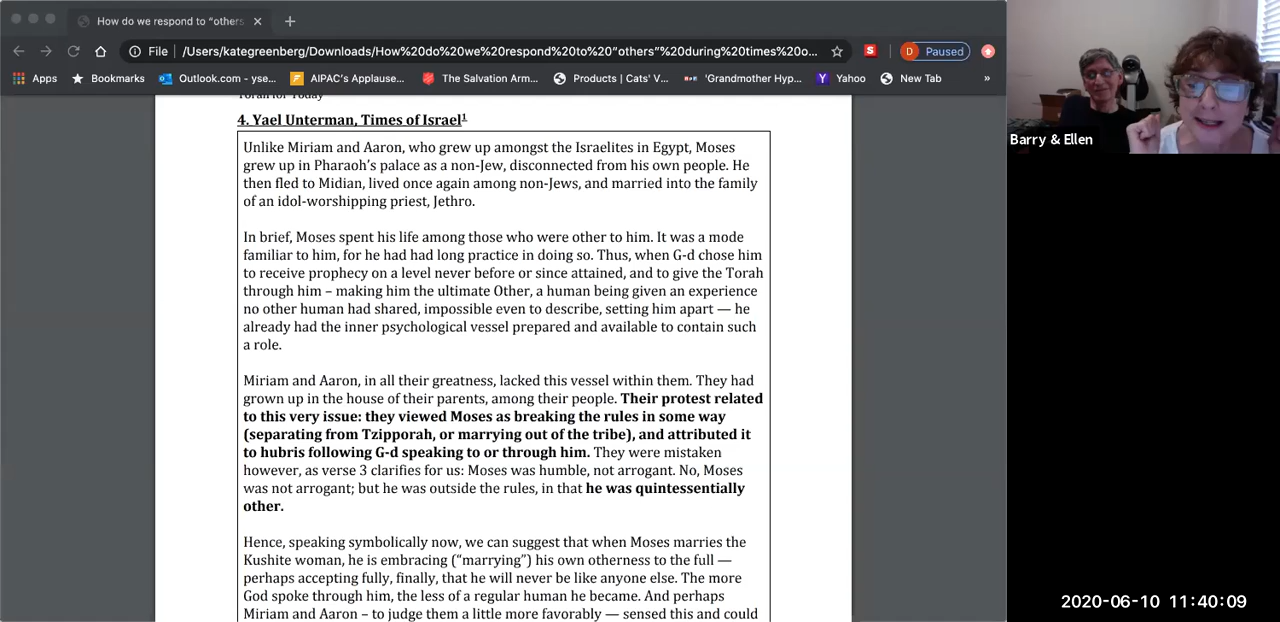 How do we respond to “others
File
/Users/kategreenberg/Downloads/How%20do%20we%20respond%20to%20“others”%20during%20times%20o...
S
D Paused
Apps
Bookmarks
Outlook.com - yse...
AIPAC's Applause...
The Salvation Arm...
Products | Cats' V...
'Grandmother Hyp...
Yahoo
New Tab
»
Torah for Today
4. Yael Unterman, Times of Israel1
Unlike Miriam and Aaron, who grew up amongst the Israelites in Egypt, Moses
grew up in Pharaoh's palace as a non-Jew, disconnected from his own people. He
then fled to Midian, lived once again among non-Jews, and married into the family
of an idol-worshipping priest, Jethro.
In brief, Moses spent his life among those who were other to him. It was a mode
familiar to him, for he had had long practice in doing so. Thus, when G-d chose him
to receive prophecy on a level never before or since attained, and to give the Torah
through him – making him the ultimate Other, a human being given an experience
no other human had shared, impossible even to describe, setting him apart — he
already had the inner psychological vessel prepared and available to contain such
a role.
Miriam and Aaron, in all their greatness, lacked this vessel within them. They had
grown up in the house of their parents, among their people. Their protest related
to this very issue: they viewed Moses as breaking the rules in some way
(separating from Tzipporah, or marrying out of the tribe), and attributed it
to hubris following G-d speaking to or through him. They were mistaken
however, as verse 3 clarifies for us: Moses was humble, not arrogant. No, Moses
was not arrogant; but he was outside the rules, in that he was quintessentially
other.
Hence, speaking symbolically now, we can suggest that when Moses marries the
Kushite woman, he is embracing (“marrying”) his own otherness to the full —
perhaps accepting fully, finally, that he will never be like anyone else. The more
God spoke through him, the less of a regular human he became. And perhaps
Miriam and Aaron – to judge them a little more favorably — sensed this and could
Barry & Ellen
2020-06-10 11:40:09